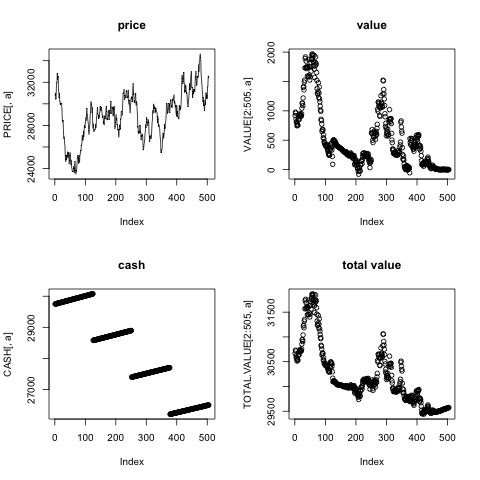 price
PRICE[, a]
24000 28000 32000
0 100 200 300 400 500
Index
value
VALUE[2:505, a]
0 500 1000 2000
0 100 200 300 400 500
Index
cash
CASH[, a]
27000 29000
0 100 200 300 400 500
Index
total value
TOTAL.VALUE[2:505, a]
29500 30500 31500
0 100 200 300 400 500
Index